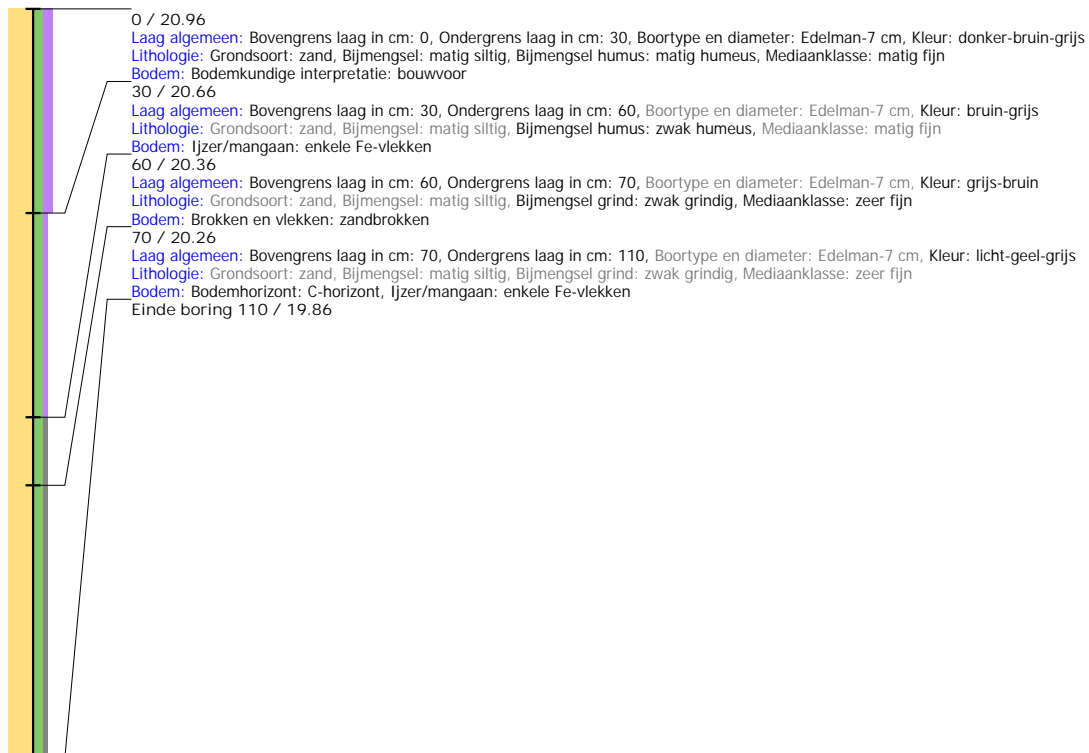 0 / 20.96
Laag algemeen: Bovengrens laag in cm: 0, Ondergrens laag in cm: 30, Boortype en diameter: Edelman-7 cm, Kleur: donker-bruin-grijs
Lithologie: Grondsoort: zand, Bijmengsel: matig siltig, Bijmengsel humus: matig humeus, Mediaanklasse: matig fijn
Bodem: Bodemkundige interpretatie: bouwvoor
30 / 20.66
Laag algemeen: Bovengrens laag in cm: 30, Ondergrens laag in cm: 60, Boortype en diameter: Edelman-7 cm, Kleur: bruin-grijs
Lithologie: Grondsoort: zand, Bijmengsel: matig siltig, Bijmengsel humus: zwak humeus, Mediaanklasse: matig fijn
Bodem: Ijzer/mangaan: enkele Fe-vlekken
60 / 20.36
Laag algemeen: Bovengrens laag in cm: 60, Ondergrens laag in cm: 70, Boortype en diameter: Edelman-7 cm, Kleur: grijs-bruin
Lithologie: Grondsoort: zand, Bijmengsel: matig siltig, Bijmengsel grind: zwak grindig, Mediaanklasse: zeer fijn
Bodem: Brokken en vlekken: zandbrokken
70 / 20.26
Laag algemeen: Bovengrens laag in cm: 70, Ondergrens laag in cm: 110, Boortype en diameter: Edelman-7 cm, Kleur: licht-geel-grijs
Lithologie: Grondsoort: zand, Bijmengsel: matig siltig, Bijmengsel grind: zwak grindig, Mediaanklasse: zeer fijn
Bodem: Bodemhorizont: C-horizont, Ijzer/mangaan: enkele Fe-vlekken
Einde boring 110 / 19.86